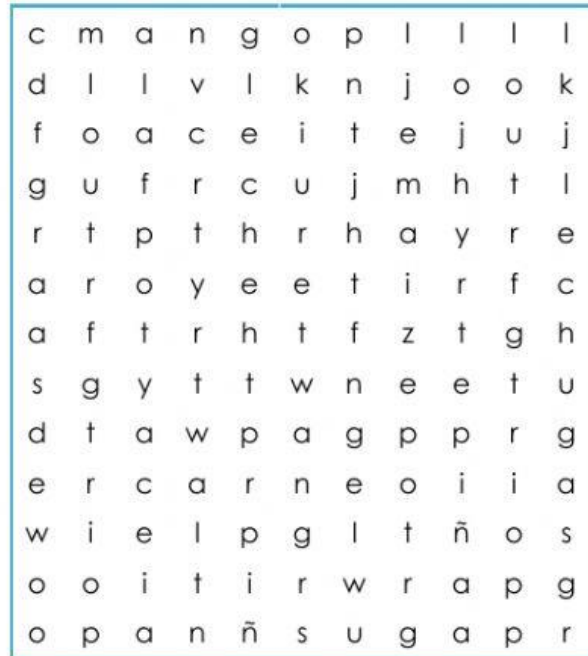 c m a n g o p l l l l
d l l v l k n j o o k
f o a c e i t e j u j
g u f r c u j m h t l
r t p t h r h a y r e
a r o y e e t i r f c
a f t r h t f z t g h
s g y t t w n e e t u
d t a w p a g p p r g
e r c a r n e o i i a
w i e l p g l t ñ o s
o o i t i r w r a p g
o p a n ñ s u g a p r